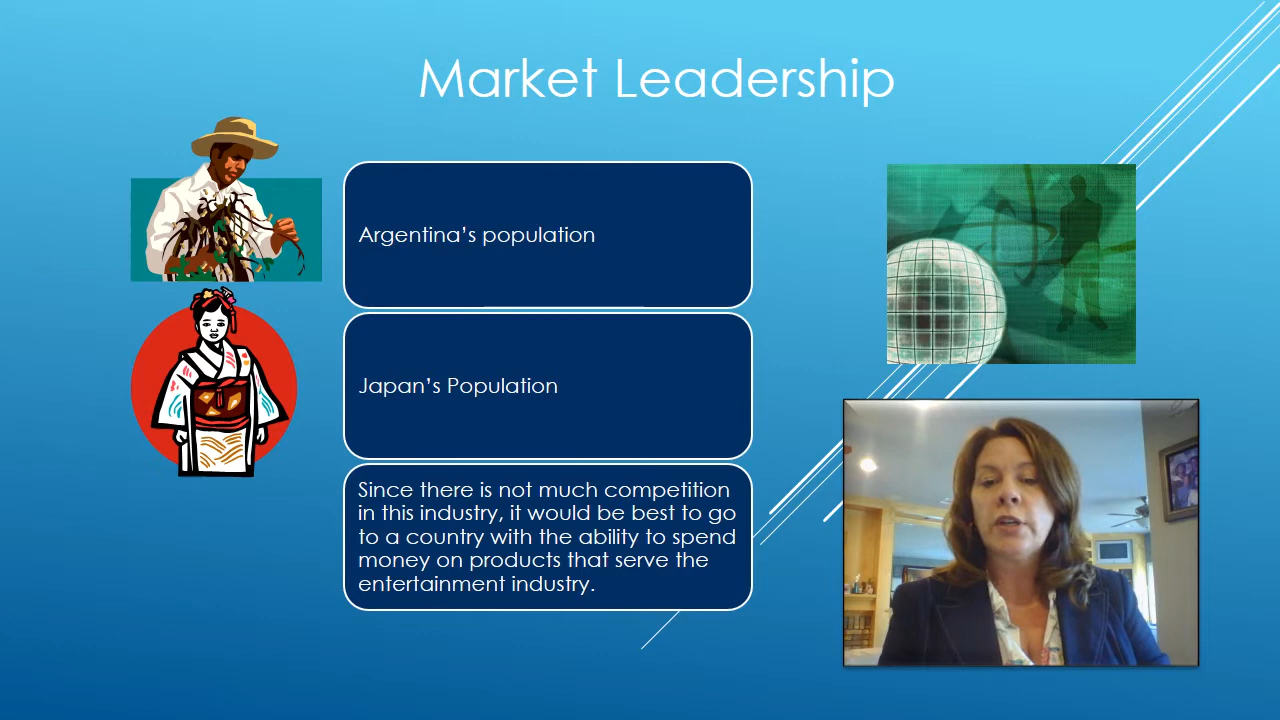 Market Leadership
Argentina’s population
Japan’s Population
Since there is not much competition
in this industry, it would be best to go
to a country with the ability to spend
money on products that serve the
entertainment industry.